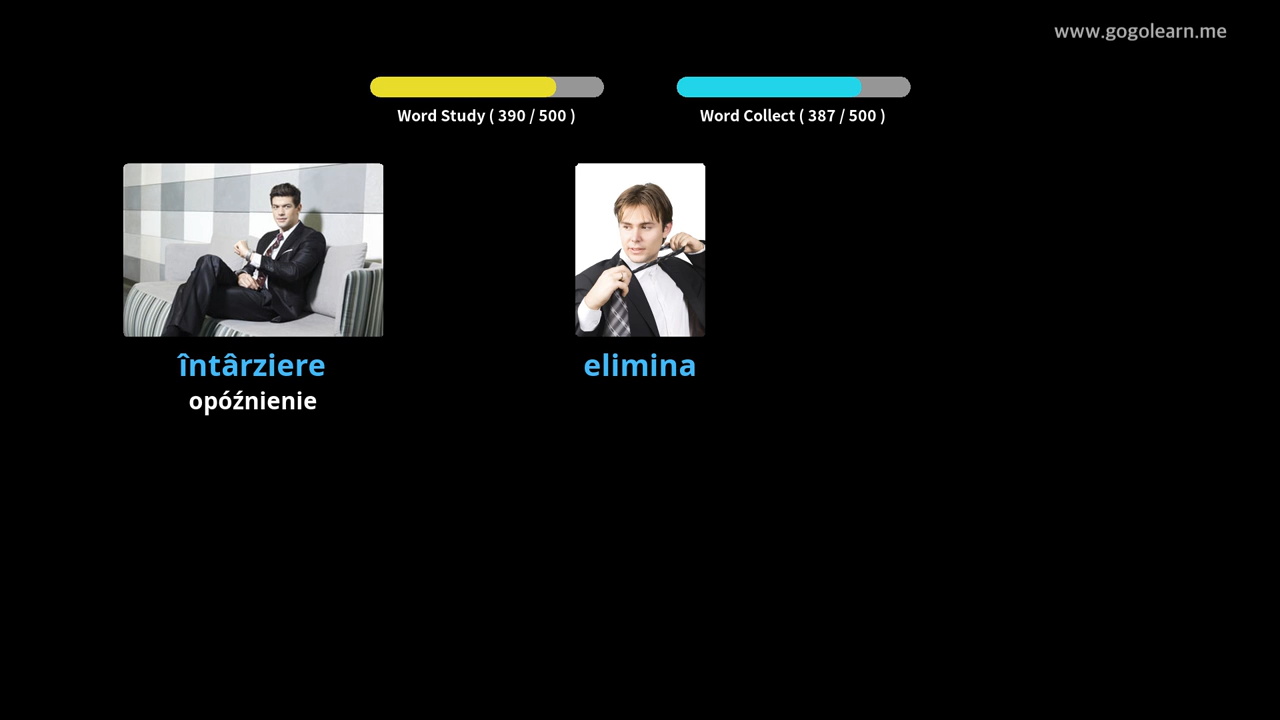 www.gogolearn.me
Word Study ( 390 / 500 )
Word Collect ( 387 / 500 )
întârziere
opóźnienie
elimina